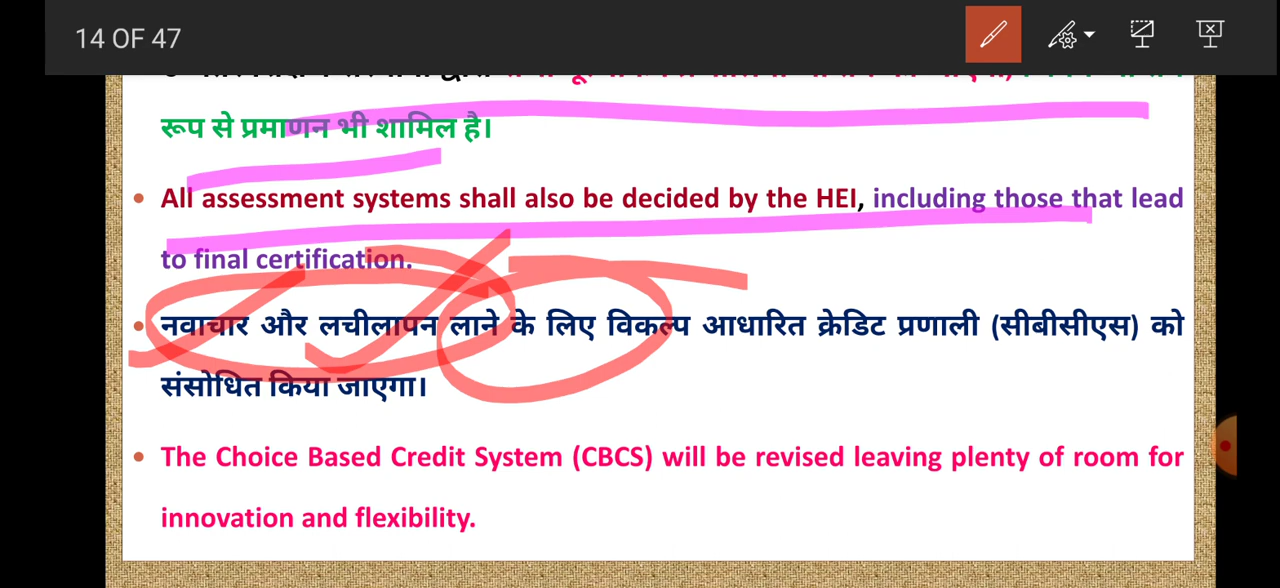 14 OF 47
रूप से प्रमाणन भी शामिल है।
All assessment systems shall also be decided by the HEI, including those that lead
to final certification.
नवाचार और लचीलापन लाने के लिए विकल्प आधारित क्रेडिट प्रणाली (सीबीसीएस) को
संसोधित किया जाएगा।
The Choice Based Credit System (CBCS) will be revised leaving plenty of room for
innovation and flexibility.